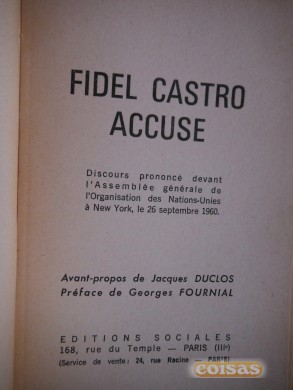 FIDEL CASTRO
ACCUSE
Discours prononcé devant
l'Assemblée générale de
l'Organisation des Nations-Unies
à New York, le 26 septembre 1960.
Avant-propos de Jacques DUCLOS
Préface de Georges FOURNIAL
EDITIONS SOCIALES
168, rue du Temple — PARIS (IIIe)
(Service de vente : 24, rue Racine — PARIS)
coisas